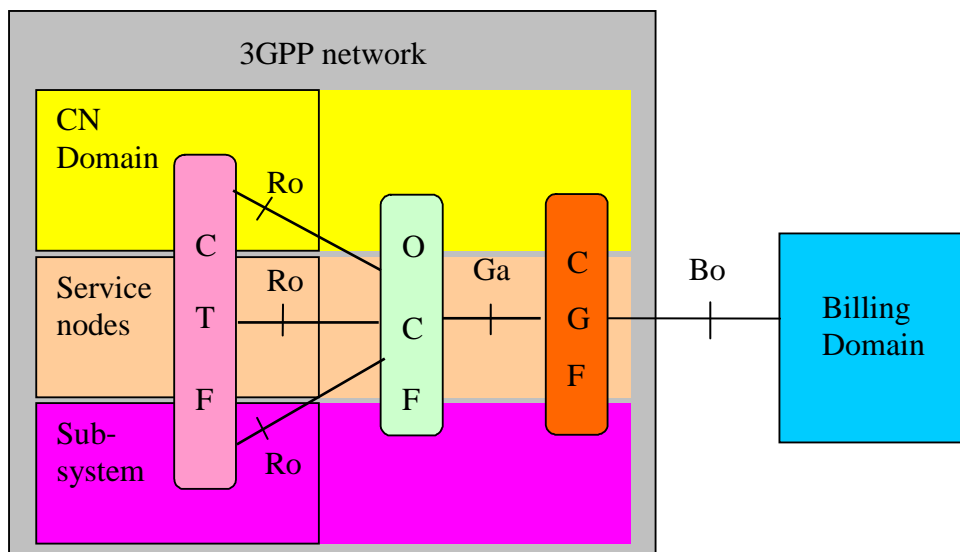 3GPP network
CN
Domain
Ro
C
T
F
O
C
F
C
G
F
Service
nodes
Ro
Ga
Bo
Billing
Domain
Sub-
system
Ro